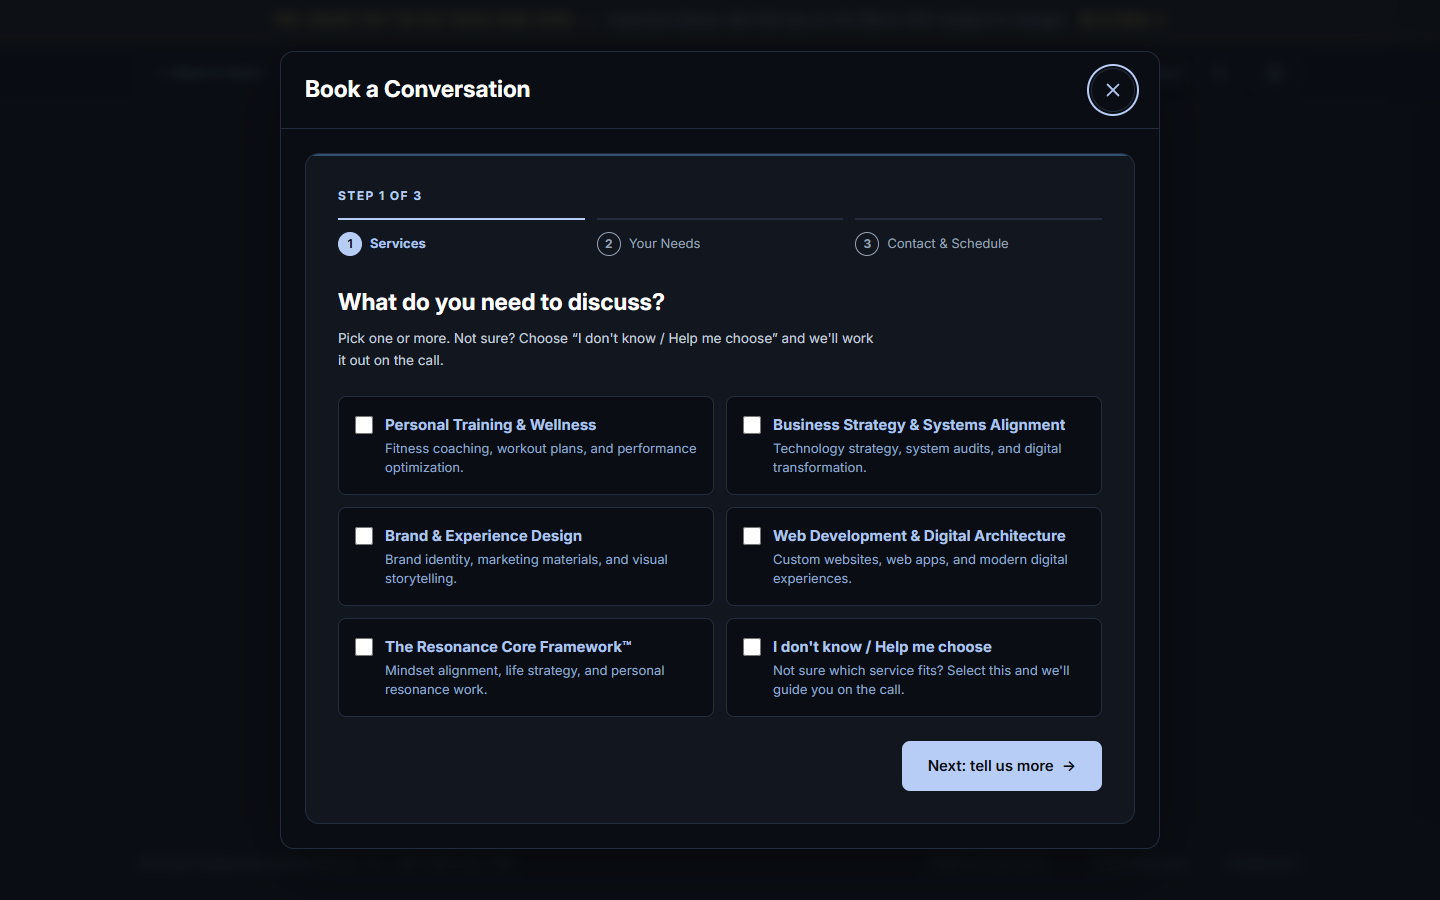 Book a Conversation
STEP 1 OF 3
1 Services
2 Your Needs
3 Contact & Schedule
What do you need to discuss?
Pick one or more. Not sure? Choose “I don't know / Help me choose” and we'll work
it out on the call.
Personal Training & Wellness
Fitness coaching, workout plans, and performance
optimization.
Business Strategy & Systems Alignment
Technology strategy, system audits, and digital
transformation.
Brand & Experience Design
Brand identity, marketing materials, and visual
storytelling.
Web Development & Digital Architecture
Custom websites, web apps, and modern digital
experiences.
The Resonance Core Framework™
Mindset alignment, life strategy, and personal
resonance work.
I don't know / Help me choose
Not sure which service fits? Select this and we'll
guide you on the call.
Next: tell us more →